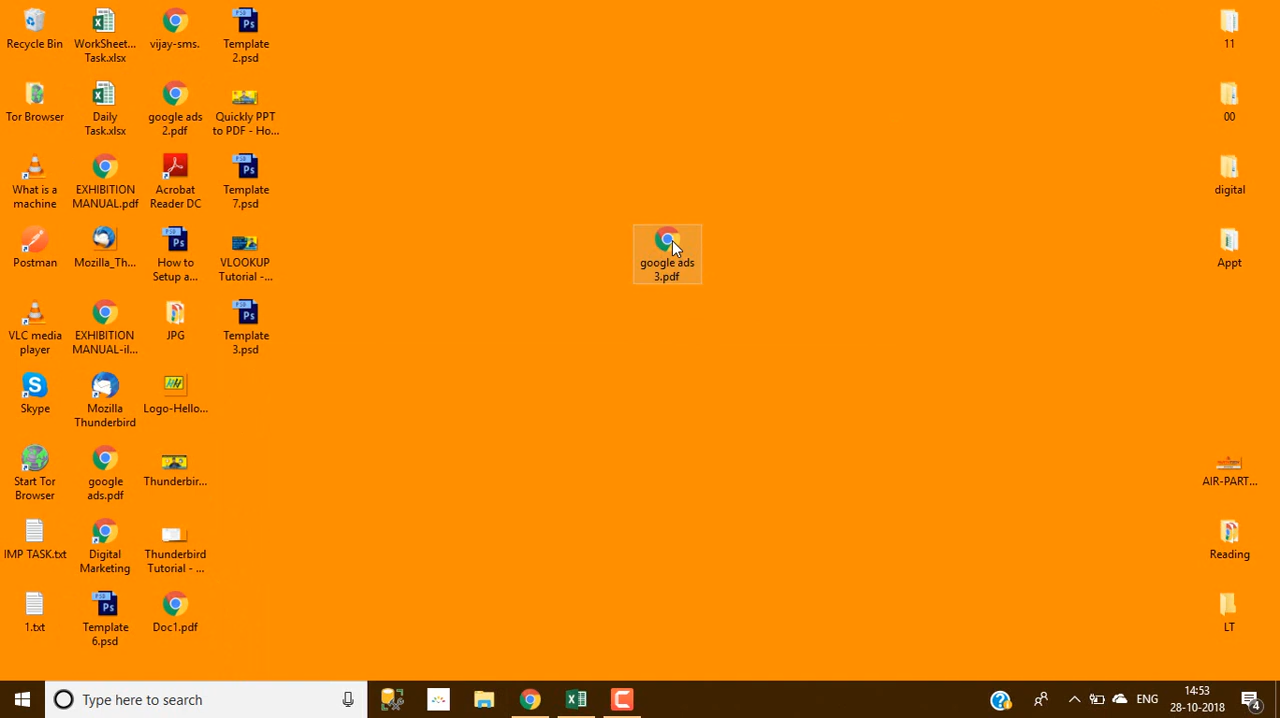 Recycle Bin
WorkSheet...
Task.xlsx
vijay-sms.
Template
2.psd
Tor Browser
Daily
Task.xlsx
google ads
2.pdf
Quickly PPT
to PDF - Ho...
What is a
machine
EXHIBITION
MANUAL.pdf
Acrobat
Reader DC
Template
7.psd
Postman
Mozilla_Th...
How to
Setup a...
VLOOKUP
Tutorial -...
VLC media
player
EXHIBITION
MANUAL-il...
JPG
Template
3.psd
Skype
Mozilla
Thunderbird
Logo-Hello...
Start Tor
Browser
google
ads.pdf
Thunderbir...
IMP TASK.txt
Digital
Marketing
Thunderbird
Tutorial - ...
1.txt
Template
6.psd
Doc1.pdf
google ads
3.pdf
11
00
digital
Appt
AIR-PART...
Reading
LT
Type here to search
ENG
14:53
28-10-2018
4